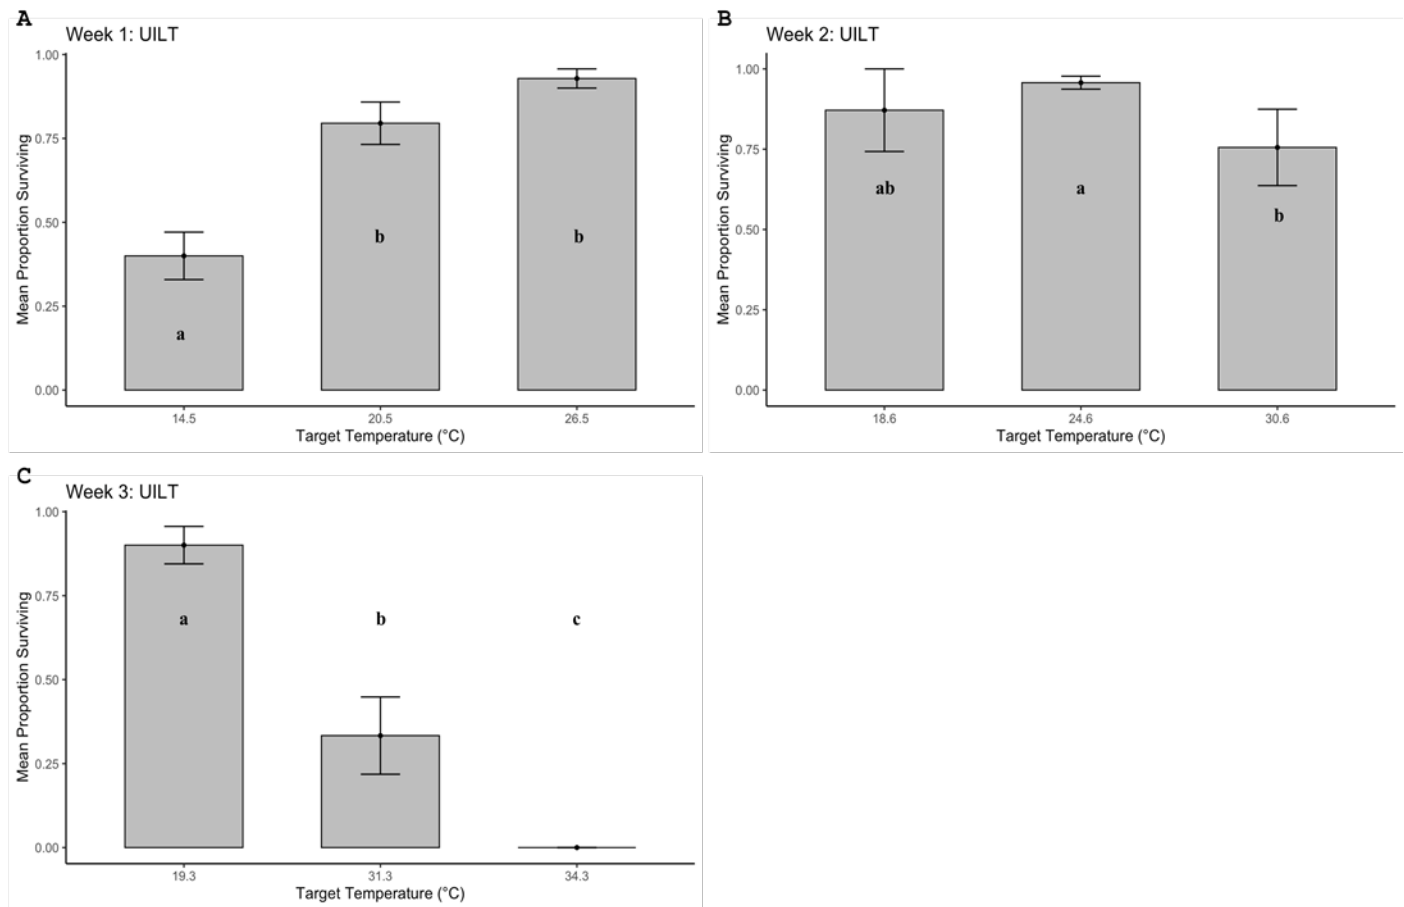 A
Week 1: UILT
Mean Proportion Surviving
1.00
0.75
0.50
0.25
0.00
a
b
b
14.5 20.5 26.5
Target Temperature (°C)
B
Week 2: UILT
Mean Proportion Surviving
1.00
0.75
0.50
0.25
0.00
ab
a
b
18.6 24.6 30.6
Target Temperature (°C)
C
Week 3: UILT
Mean Proportion Surviving
1.00
0.75
0.50
0.25
0.00
a
b
c
19.3 31.3 34.3
Target Temperature (°C)